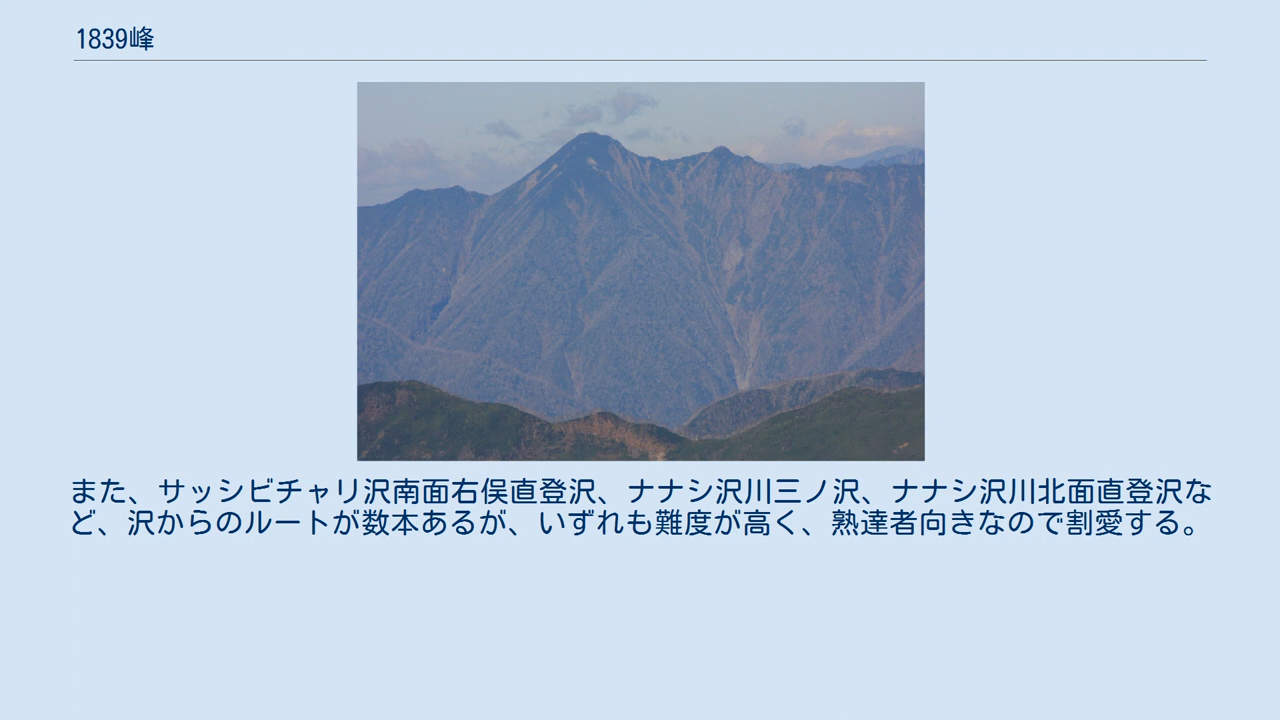 1839峰
また、サッシビチャリ沢南面右俣直登沢、ナナシ沢川三ノ沢、ナナシ沢川北面直登沢な
ど、沢からのルートが数本あるが、いずれも難度が高く、熟達者向きなので割愛する。